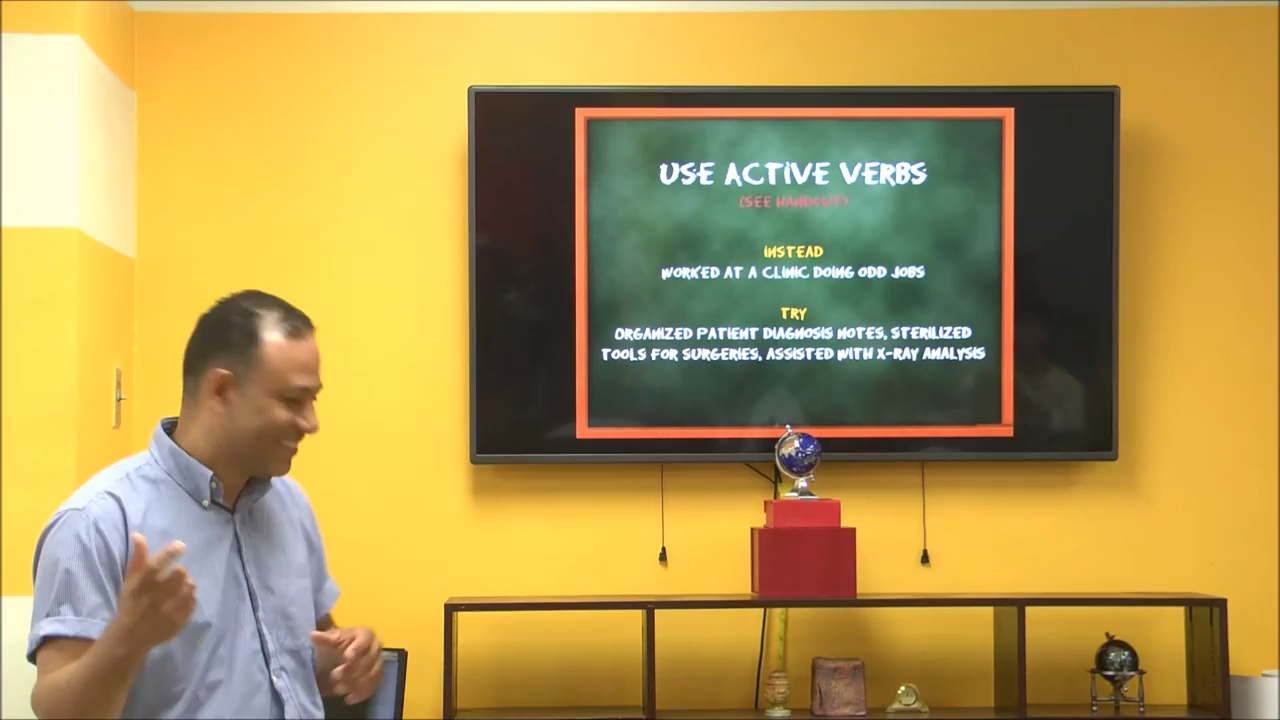 USE ACTIVE VERBS
(SEE HANDOUT)
INSTEAD
WORKED AT A CLINIC DOING ODD JOBS
TRY
ORGANIZED PATIENT DIAGNOSIS NOTES, STERILIZED
TOOLS FOR SURGERIES, ASSISTED WITH X-RAY ANALYSIS